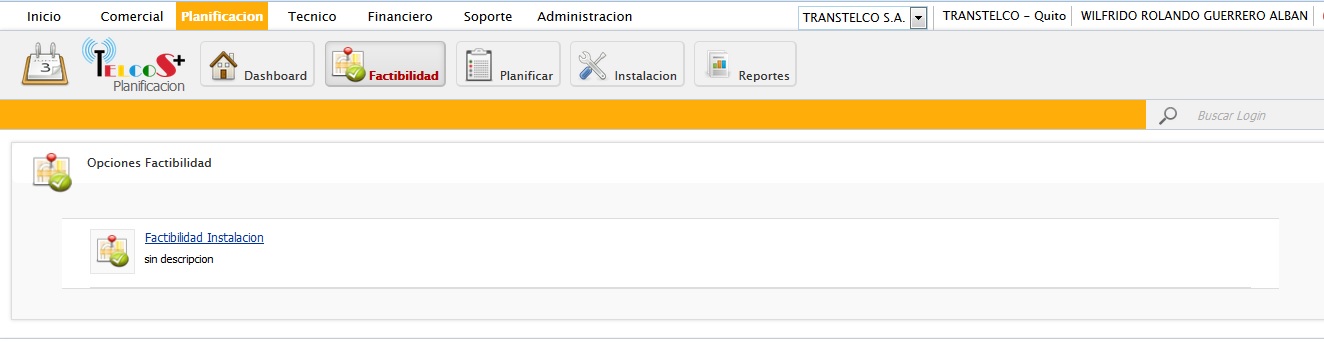 Inicio Comercial Planificacion Tecnico Financiero Soporte Administracion TRANSTELCO S.A. TRANSTELCO - Quito WILFRIDO ROLANDO GUERRERO ALBAN
3 TELCOS+ Planificacion Dashboard Factibilidad Planificar Instalacion Reportes
Buscar Login
Opciones Factibilidad
Factibilidad Instalacion
sin descripcion